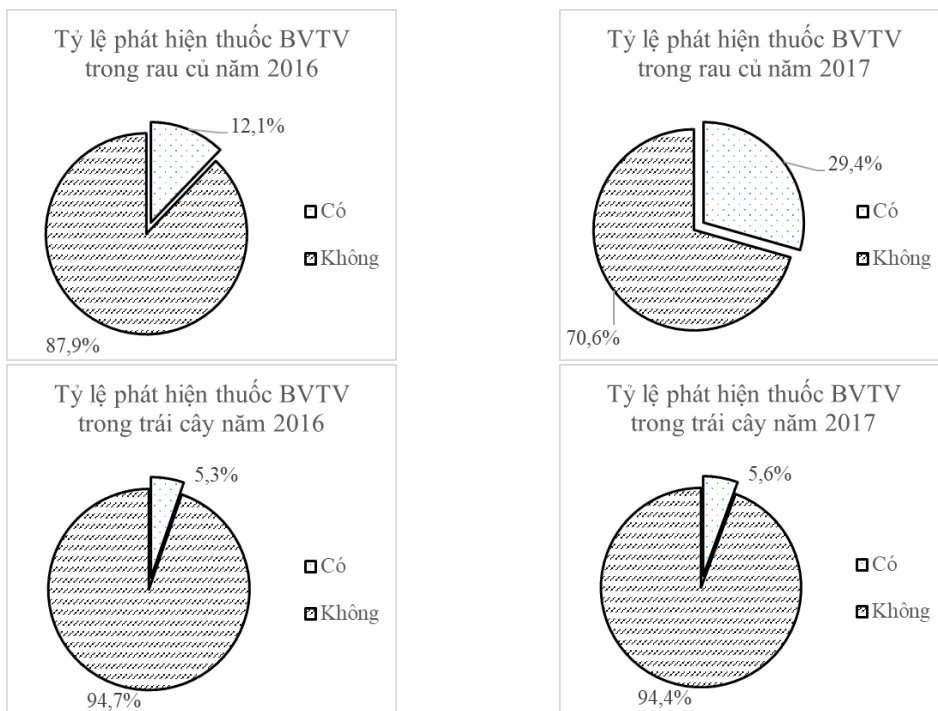 Tỷ lệ phát hiện thuốc BVTV
trong rau củ năm 2016
12,1%
Có
Không
87,9%
Tỷ lệ phát hiện thuốc BVTV
trong rau củ năm 2017
29,4%
Có
Không
70,6%
Tỷ lệ phát hiện thuốc BVTV
trong trái cây năm 2016
5,3%
Có
Không
94,7%
Tỷ lệ phát hiện thuốc BVTV
trong trái cây năm 2017
5,6%
Có
Không
94,4%